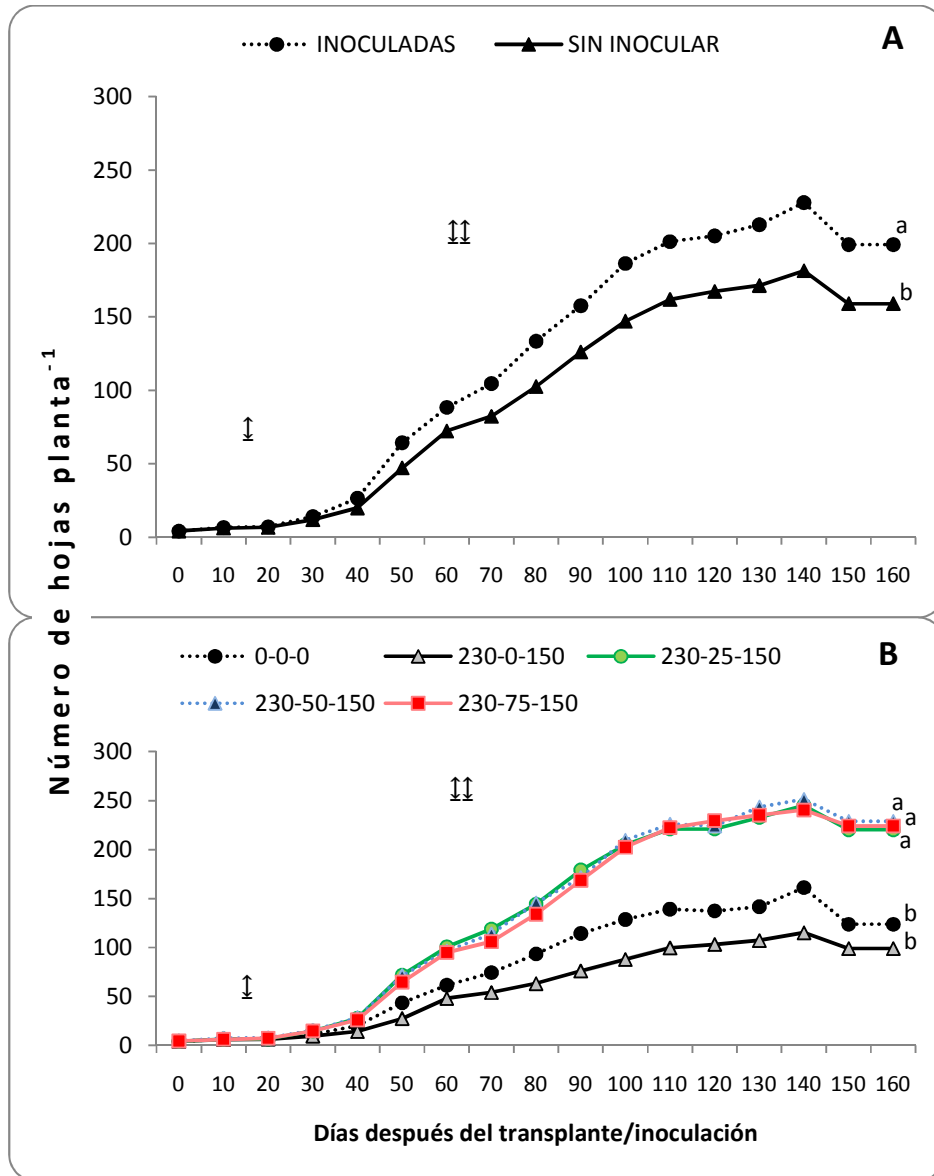 INOCULADAS SIN INOCULAR A
300
250
200
150
100
50
0
a
b
0 10 20 30 40 50 60 70 80 90 100 110 120 130 140 150 160
Número de hojas planta⁻¹
0-0-0 230-0-150 230-25-150 B
230-50-150 230-75-150
300
250
200
150
100
50
0
a
a
a
b
b
0 10 20 30 40 50 60 70 80 90 100 110 120 130 140 150 160
Días después del transplante/inoculación